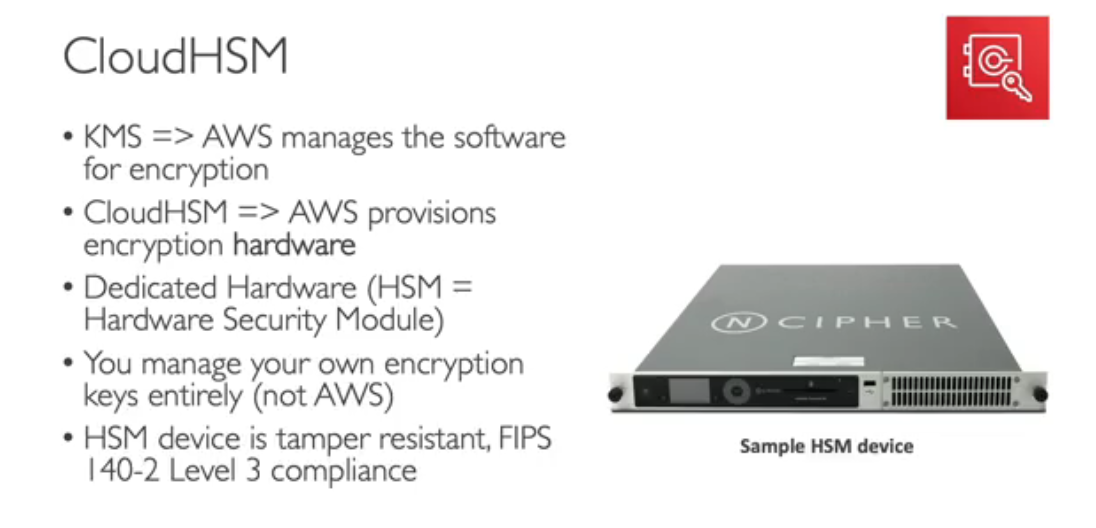 CloudHSM
• KMS => AWS manages the software
for encryption
• CloudHSM => AWS provisions
encryption hardware
• Dedicated Hardware (HSM =
Hardware Security Module)
• You manage your own encryption
keys entirely (not AWS)
• HSM device is tamper resistant, FIPS
140-2 Level 3 compliance
N CIPHER
Sample HSM device